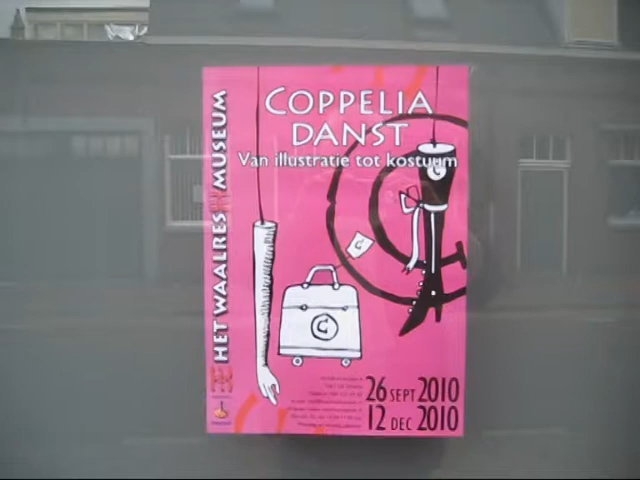 COPPELIA
DANST
Van illustratie tot kostuum
HET WAALRES MUSEUM
C
C
C
26 SEPT 2010
12 DEC 2010